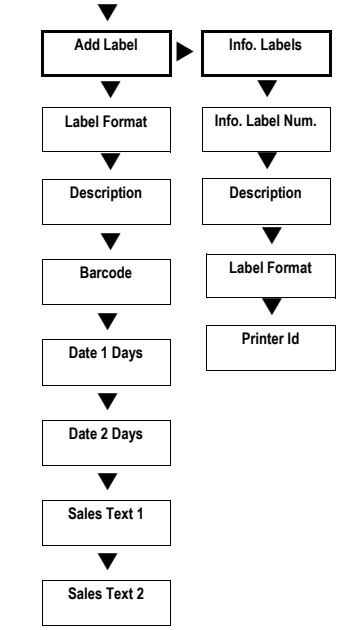 Add Label
Info. Labels
Label Format
Info. Label Num.
Description
Description
Barcode
Label Format
Date 1 Days
Printer Id
Date 2 Days
Sales Text 1
Sales Text 2